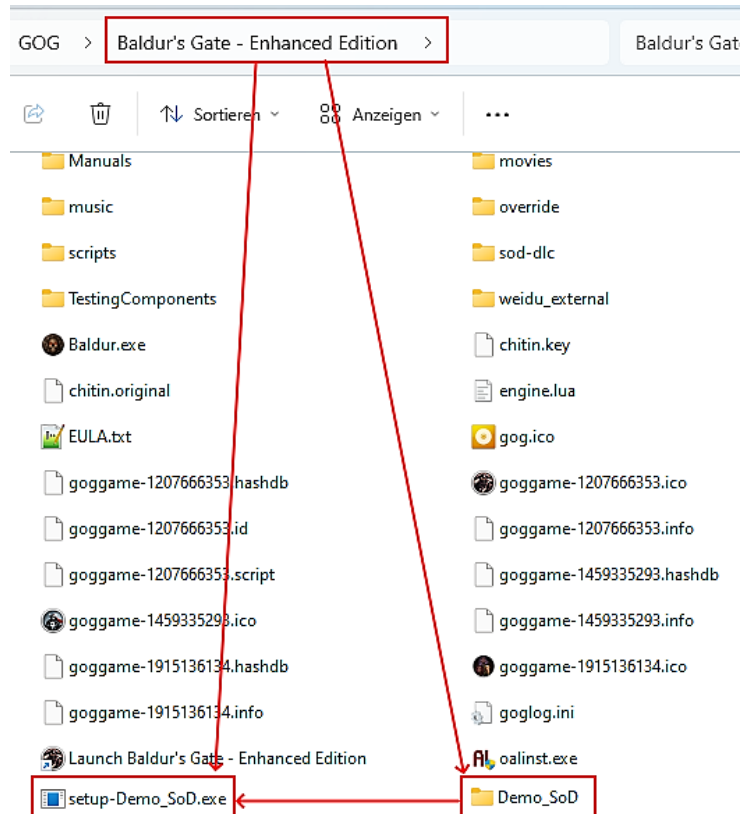 GOG > Baldur's Gate - Enhanced Edition > Baldur's Gat
Sortieren Anzeigen ...
Manuals movies
music override
scripts sod-dlc
TestingComponents weidu_external
Baldur.exe chitin.key
chitin.original engine.lua
EULA.txt gog.ico
goggame-1207666353.hashdb goggame-1207666353.ico
goggame-1207666353.id goggame-1207666353.info
goggame-1207666353.script goggame-1459335293.hashdb
goggame-1459335293.ico goggame-1459335293.info
goggame-1915136134.hashdb goggame-1915136134.ico
goggame-1915136134.info goglog.ini
Launch Baldur's Gate - Enhanced Edition oalinst.exe
setup-Demo_SoD.exe Demo_SoD